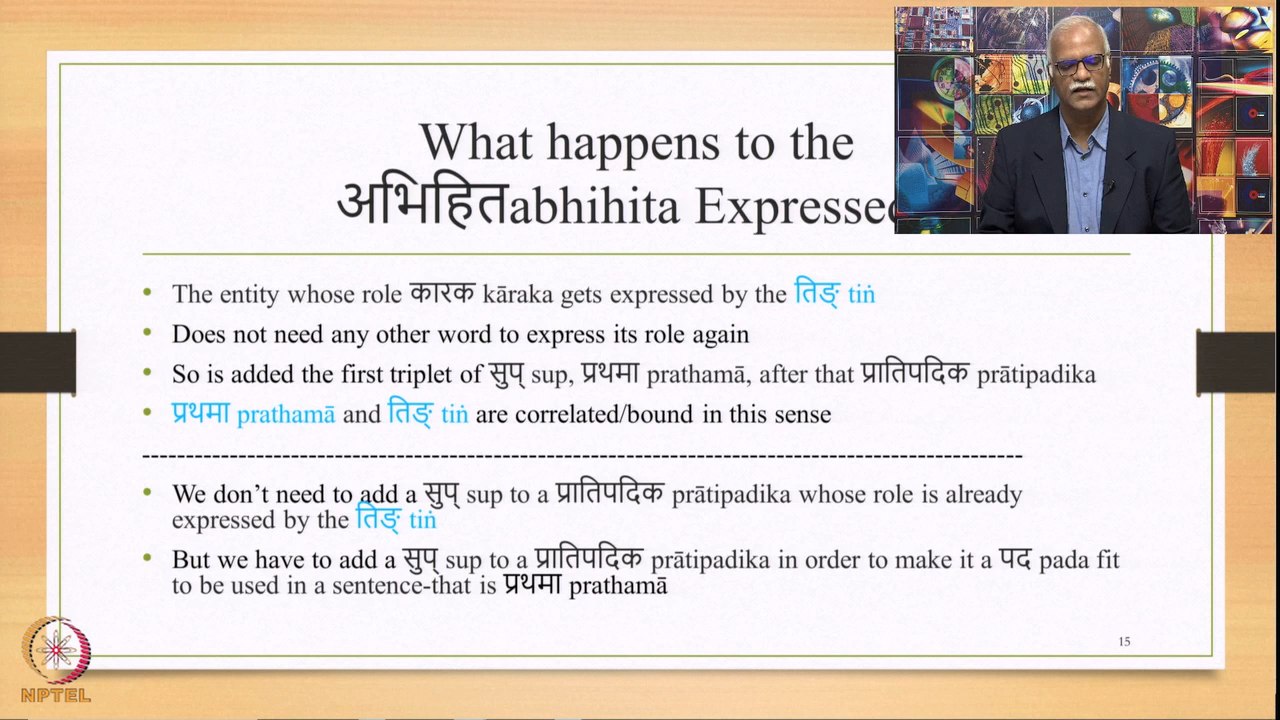 What happens to the
अभिहितabhihita Expressed
• The entity whose role कारक kāraka gets expressed by the तिङ् tiṅ
• Does not need any other word to express its role again
• So is added the first triplet of सुप् sup, प्रथमा prathamā, after that प्रातिपदिक prātipadika
• प्रथमा prathamā and तिङ् tiṅ are correlated/bound in this sense
--------------------------------------------------------------------------------------------------
• We don’t need to add a सुप् sup to a प्रातिपदिक prātipadika whose role is already
expressed by the तिङ् tiṅ
• But we have to add a सुप् sup to a प्रातिपदिक prātipadika in order to make it a पद pada fit
to be used in a sentence-that is प्रथमा prathamā
15
NPTEL